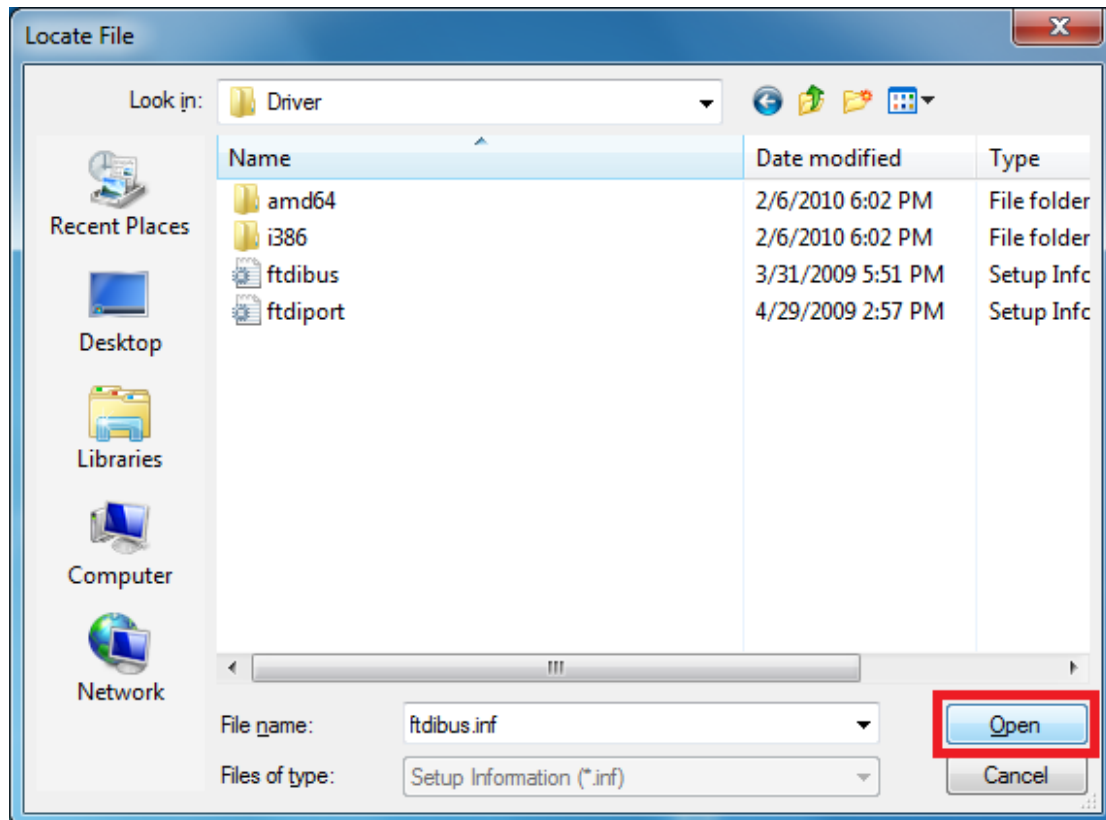 Locate File
Look in: Driver
Name Date modified Type
amd64 2/6/2010 6:02 PM File folder
i386 2/6/2010 6:02 PM File folder
ftdibus 3/31/2009 5:51 PM Setup Info
ftdiport 4/29/2009 2:57 PM Setup Info
Recent Places
Desktop
Libraries
Computer
Network
File name: ftdibus.inf Open
Files of type: Setup Information (*.inf) Cancel